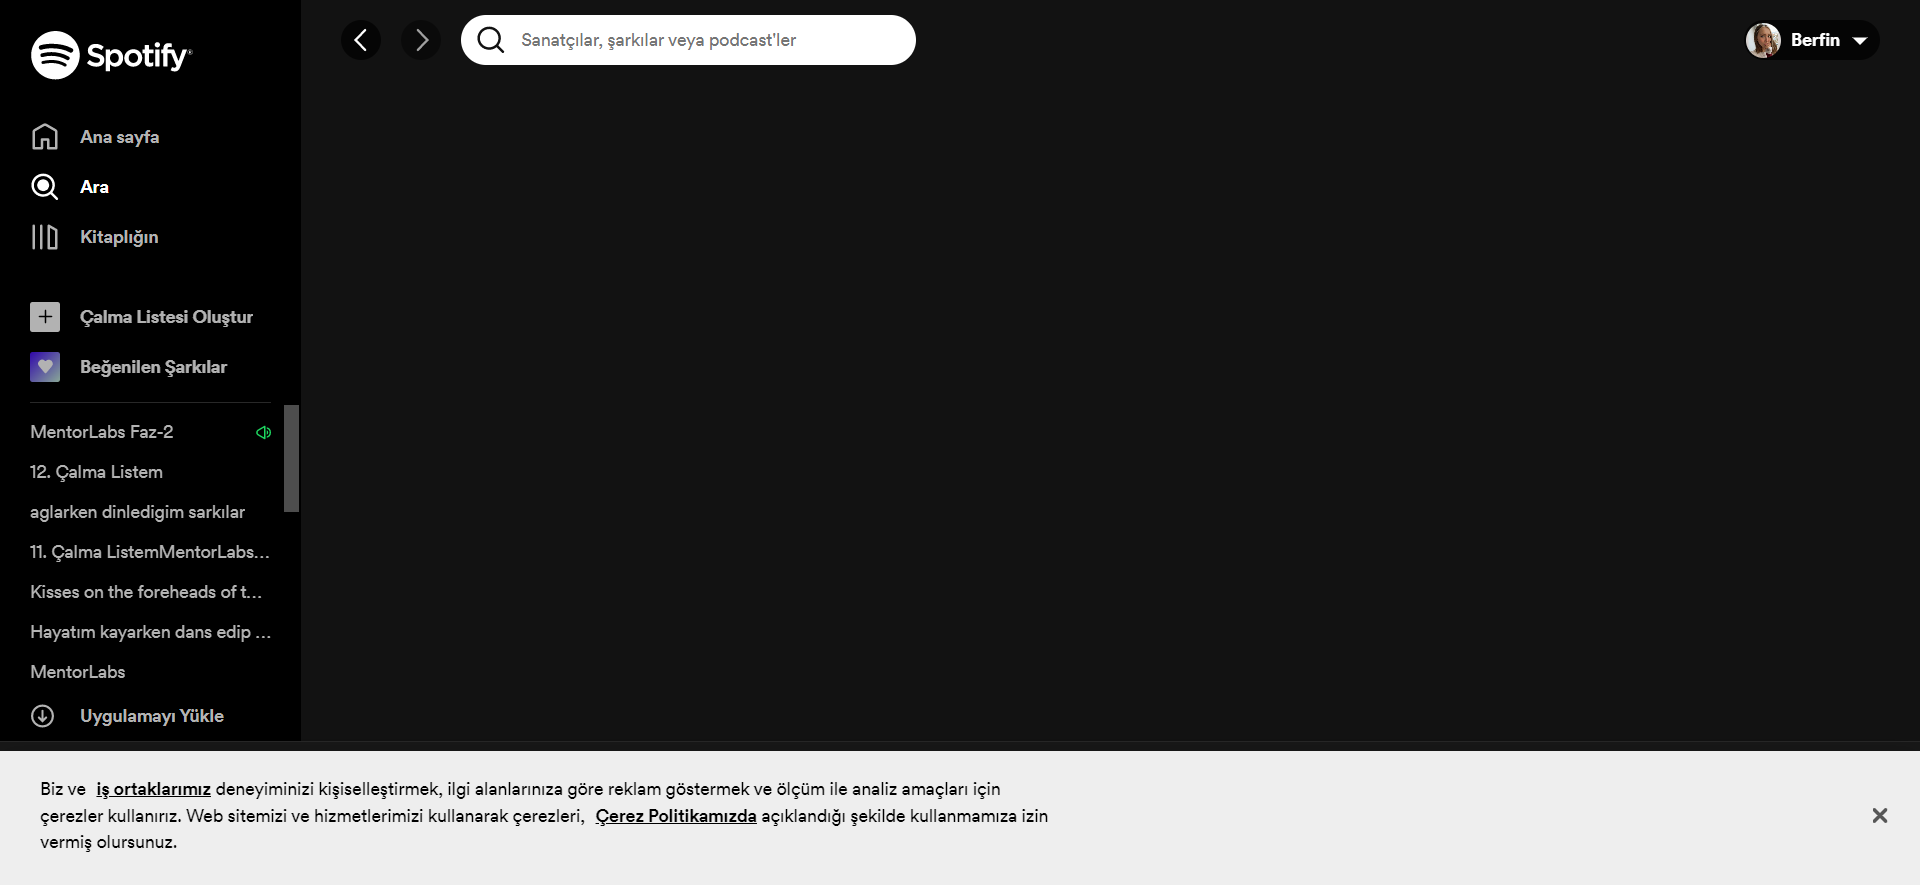 Spotify
Ana sayfa
Ara
Kitaplığın
Çalma Listesi Oluştur
Beğenilen Şarkılar
MentorLabs Faz-2
12. Çalma Listem
aglarken dinledigim sarkılar
11. Çalma ListemMentorLabs...
Kisses on the foreheads of t...
Hayatım kayarken dans edip ...
MentorLabs
Uygulamayı Yükle
Sanatçılar, şarkılar veya podcast'ler
Berfin
Biz ve iş ortaklarımız deneyiminizi kişiselleştirmek, ilgi alanlarınıza göre reklam göstermek ve ölçüm ile analiz amaçları için
çerezler kullanırız. Web sitemizi ve hizmetlerimizi kullanarak çerezleri, Çerez Politikamızda açıklandığı şekilde kullanmamıza izin
vermiş olursunuz.